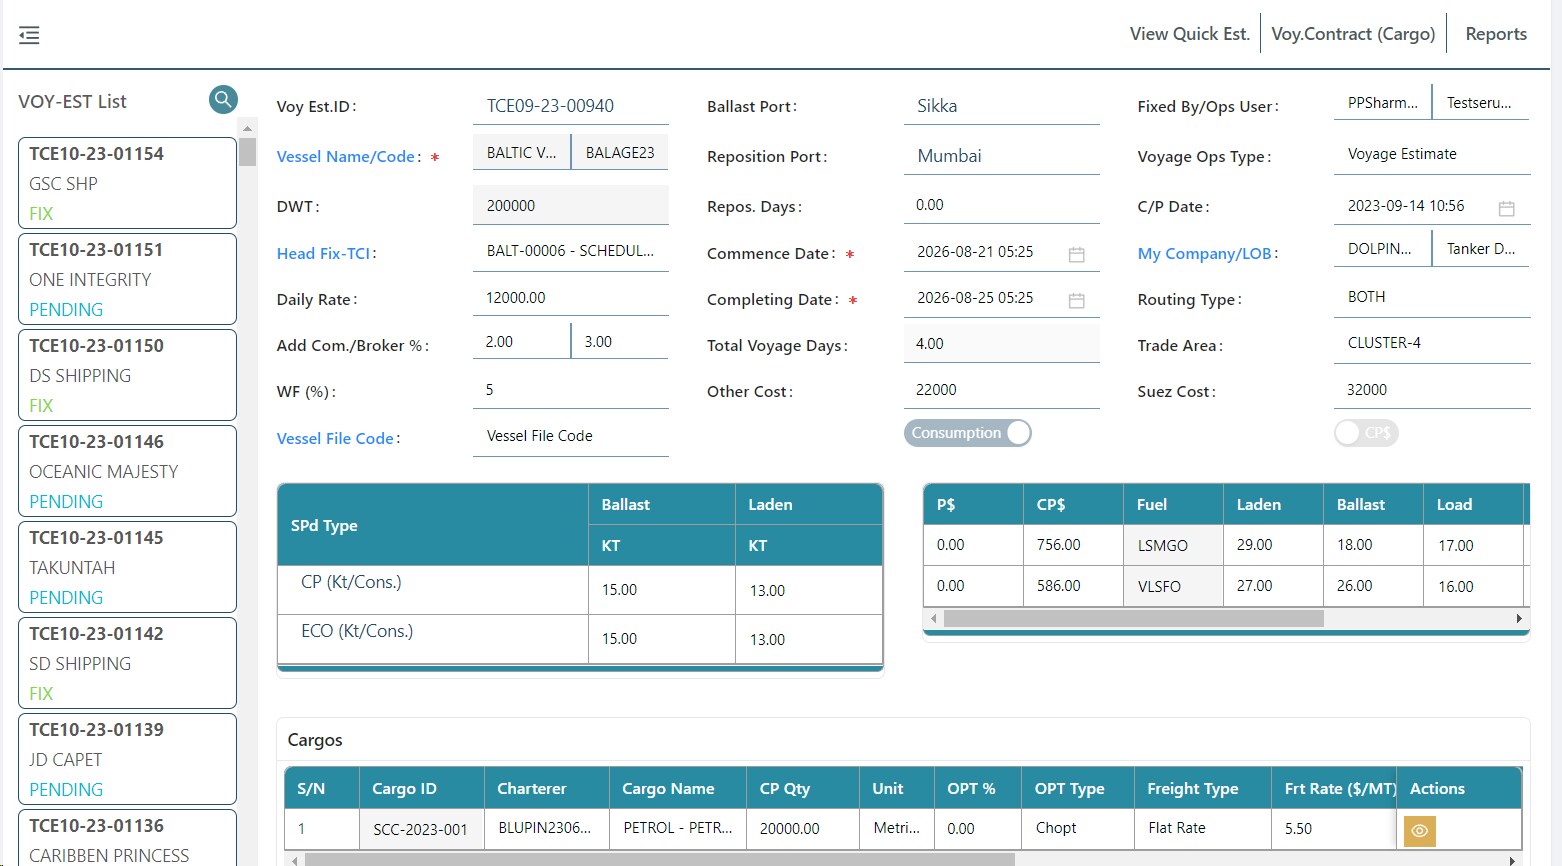 View Quick Est. Voy.Contract (Cargo) Reports
VOY-EST List
TCE10-23-01154
GSC SHP
FIX
TCE10-23-01151
ONE INTEGRITY
PENDING
TCE10-23-01150
DS SHIPPING
FIX
TCE10-23-01146
OCEANIC MAJESTY
PENDING
TCE10-23-01145
TAKUNTAH
PENDING
TCE10-23-01142
SD SHIPPING
FIX
TCE10-23-01139
JD CAPET
PENDING
TCE10-23-01136
CARIBBEN PRINCESS
Voy Est.ID: TCE09-23-00940 Ballast Port: Sikka Fixed By/Ops User: PPSharm... Testseru...
Vessel Name/Code: * BALTIC V... BALAGE23 Reposition Port: Mumbai Voyage Ops Type: Voyage Estimate
DWT: 200000 Repos. Days: 0.00 C/P Date: 2023-09-14 10:56
Head Fix-TCI: BALT-00006 - SCHEDUL... Commence Date: * 2026-08-21 05:25 My Company/LOB: DOLPIN... Tanker D...
Daily Rate: 12000.00 Completing Date: * 2026-08-25 05:25 Routing Type: BOTH
Add Com./Broker %: 2.00 3.00 Total Voyage Days: 4.00 Trade Area: CLUSTER-4
WF (%): 5 Other Cost: 22000 Suez Cost: 32000
Vessel File Code: Vessel File Code Consumption CP$
SPd Type Ballast Laden
KT KT
CP (Kt/Cons.) 15.00 13.00
ECO (Kt/Cons.) 15.00 13.00
P$ CP$ Fuel Laden Ballast Load
0.00 756.00 LSMGO 29.00 18.00 17.00
0.00 586.00 VLSFO 27.00 26.00 16.00
Cargos
S/N Cargo ID Charterer Cargo Name CP Qty Unit OPT % OPT Type Freight Type Frt Rate ($/MT) Actions
1 SCC-2023-001 BLUPIN2306... PETROL - PETR... 20000.00 Metri... 0.00 Chopt Flat Rate 5.50